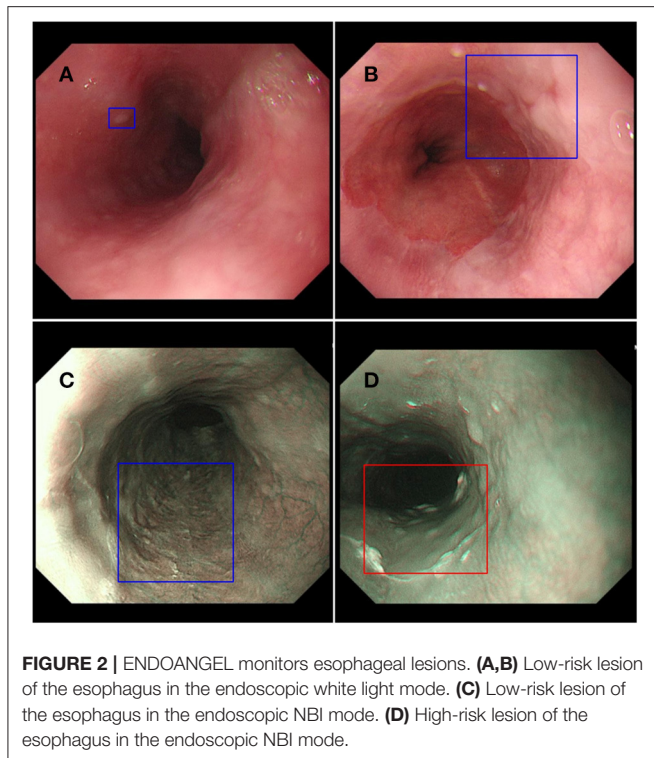 A
B
C
D
FIGURE 2 | ENDOANGEL monitors esophageal lesions. (A,B) Low-risk lesion
of the esophagus in the endoscopic white light mode. (C) Low-risk lesion of
the esophagus in the endoscopic NBI mode. (D) High-risk lesion of the
esophagus in the endoscopic NBI mode.